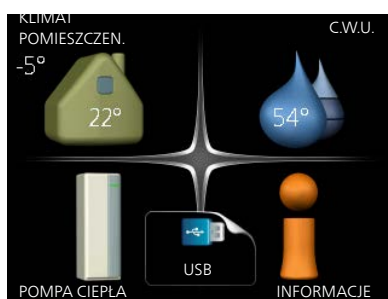 KLIMAT
POMIESZCZEN.
C.W.U.
-5°
22°
54°
USB
POMPA CIEPŁA
INFORMACJE